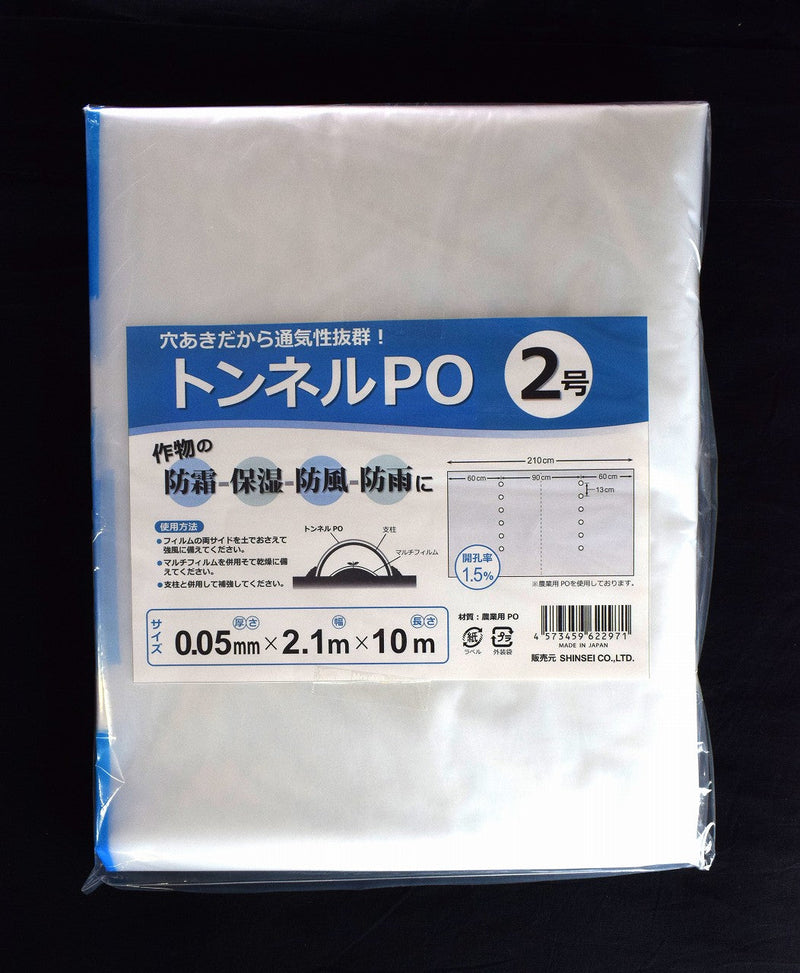 穴あきだから通気性抜群!
トンネルPO 2号
作物の
防霜-保湿-防風-防雨に
使用方法
●フィルムの両サイドを土でおさえて
強風に備えてください。
●マルチフィルムを併用そて乾燥に備
えてください。
●支柱と併用して補強してください。
トンネルPO
支柱
マルチフィルム
210cm
60cm 90cm 60cm
13cm
開孔率
1.5%
※農業用POを使用しております。
サイズ
厚さ 幅 長さ
0.05mm×2.1m×10m
材質:農業用PO
紙
ラベル
プラ
外装袋
4 573459 622971
MADE IN JAPAN
販売元 SHINSEI CO.,LTD.